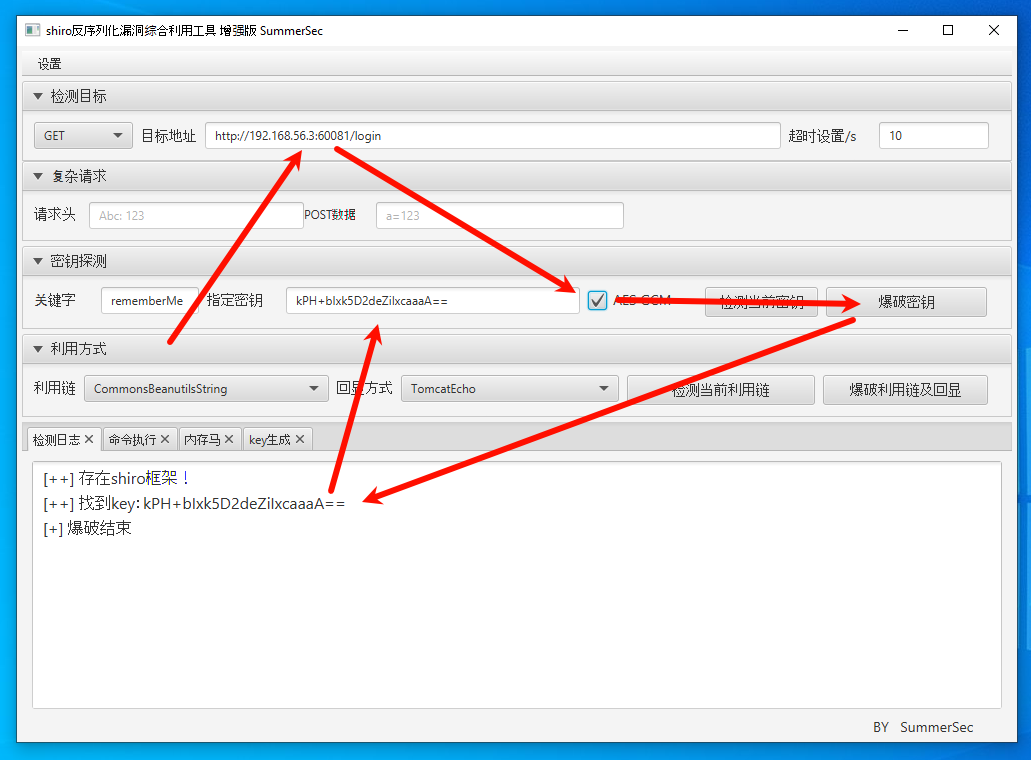 shiro反序列化漏洞综合利用工具 增强版 SummerSec
设置
检测目标
GET 目标地址 http://192.168.56.3:60081/login 超时设置/s 10
复杂请求
请求头 Abc: 123 POST数据 a=123
密钥探测
关键字 rememberMe 指定密钥 kPH+bIxk5D2deZiIxcaaaA== AES GCM 检测当前密钥 爆破密钥
利用方式
利用链 CommonsBeanutilsString 回显方式 TomcatEcho 检测当前利用链 爆破利用链及回显
检测日志 命令执行 内存马 key生成
[++] 存在shiro框架！
[++] 找到key: kPH+bIxk5D2deZiIxcaaaA==
[+] 爆破结束
BY SummerSec